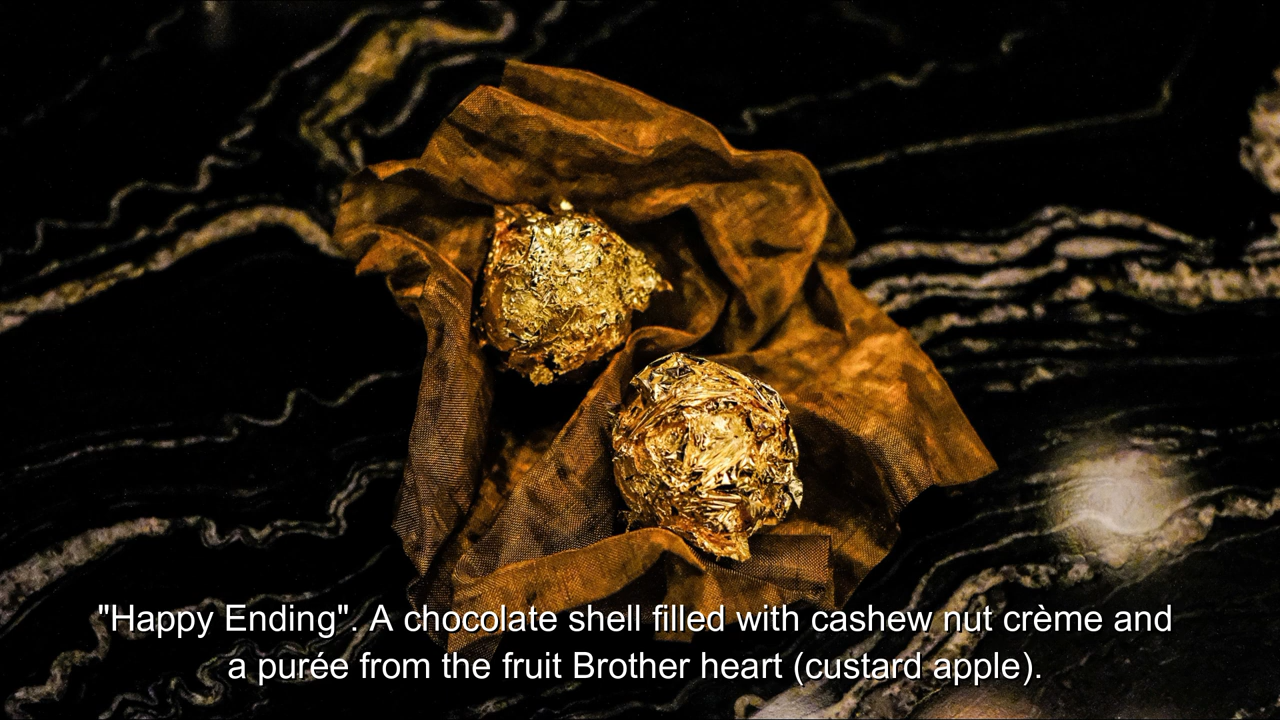 "Happy Ending". A chocolate shell filled with cashew nut crème and
a purée from the fruit Brother heart (custard apple).